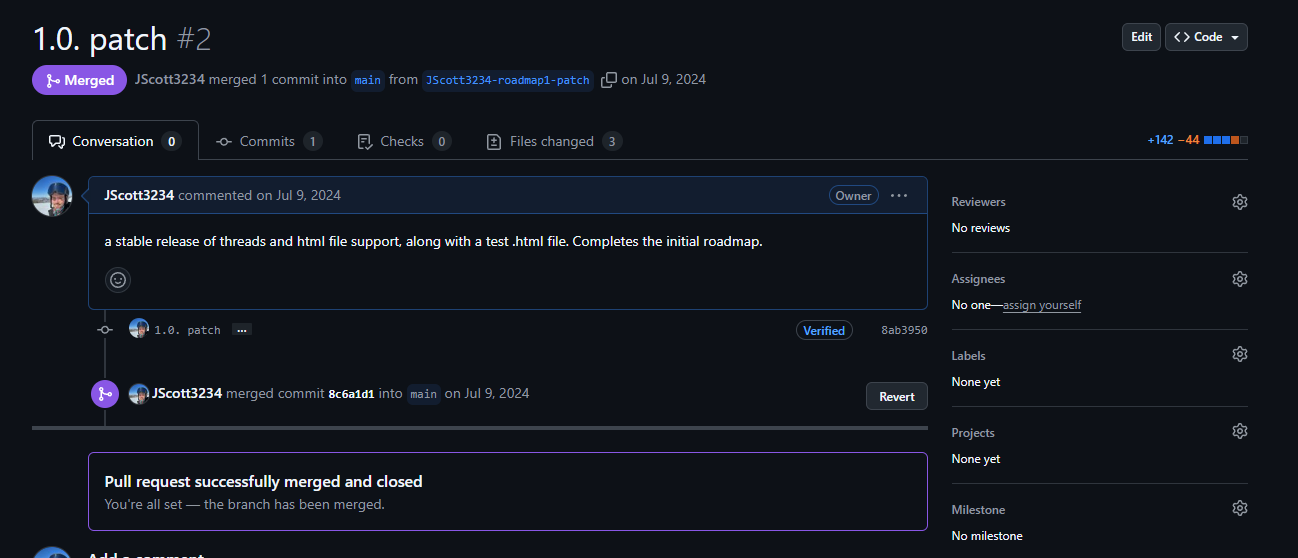 1.0. patch #2
Edit
Code
Merged JScott3234 merged 1 commit into main from JScott3234-roadmap1-patch on Jul 9, 2024
Conversation 0 Commits 1 Checks 0 Files changed 3
+142 −44
JScott3234 commented on Jul 9, 2024 Owner ...
a stable release of threads and html file support, along with a test .html file. Completes the initial roadmap.
1.0. patch ... Verified 8ab3950
JScott3234 merged commit 8c6a1d1 into main on Jul 9, 2024 Revert
Pull request successfully merged and closed
You're all set — the branch has been merged.
Add a comment
Reviewers
No reviews
Assignees
No one—assign yourself
Labels
None yet
Projects
None yet
Milestone
No milestone